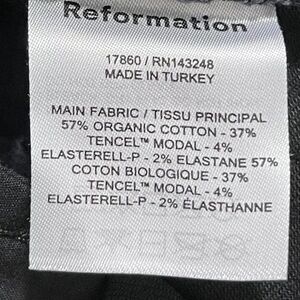 Reformation
17860 / RN143248
MADE IN TURKEY
MAIN FABRIC / TISSU PRINCIPAL
57% ORGANIC COTTON - 37%
TENCEL™ MODAL - 4%
ELASTERELL-P - 2% ELASTANE 57%
COTON BIOLOGIQUE - 37%
TENCEL™ MODAL - 4%
ELASTERELL-P - 2% ÉLASTHANNE